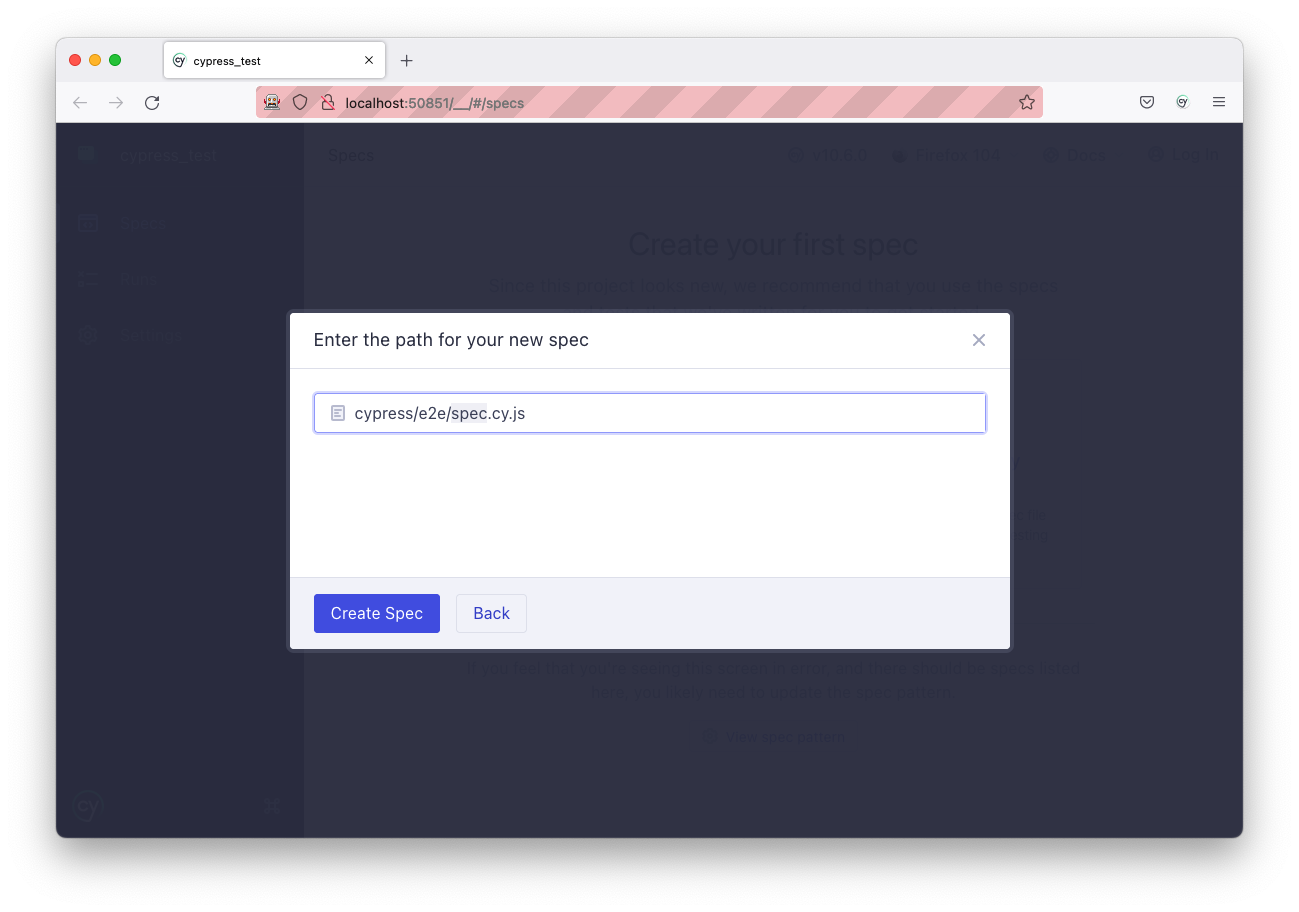 cypress_test
localhost:50851/__/#/specs
cypress_test
Specs
v10.0.0
Docs
Log In
Create your first spec
Since this project looks new, we recommend that you use the specs
Enter the path for your new spec
cypress/e2e/spec.cy.js
Create Spec
Back
If you feel that you're seeing this screen in error, and there should be specs listed
here, you likely need to update the spec pattern.
View spec pattern
cy